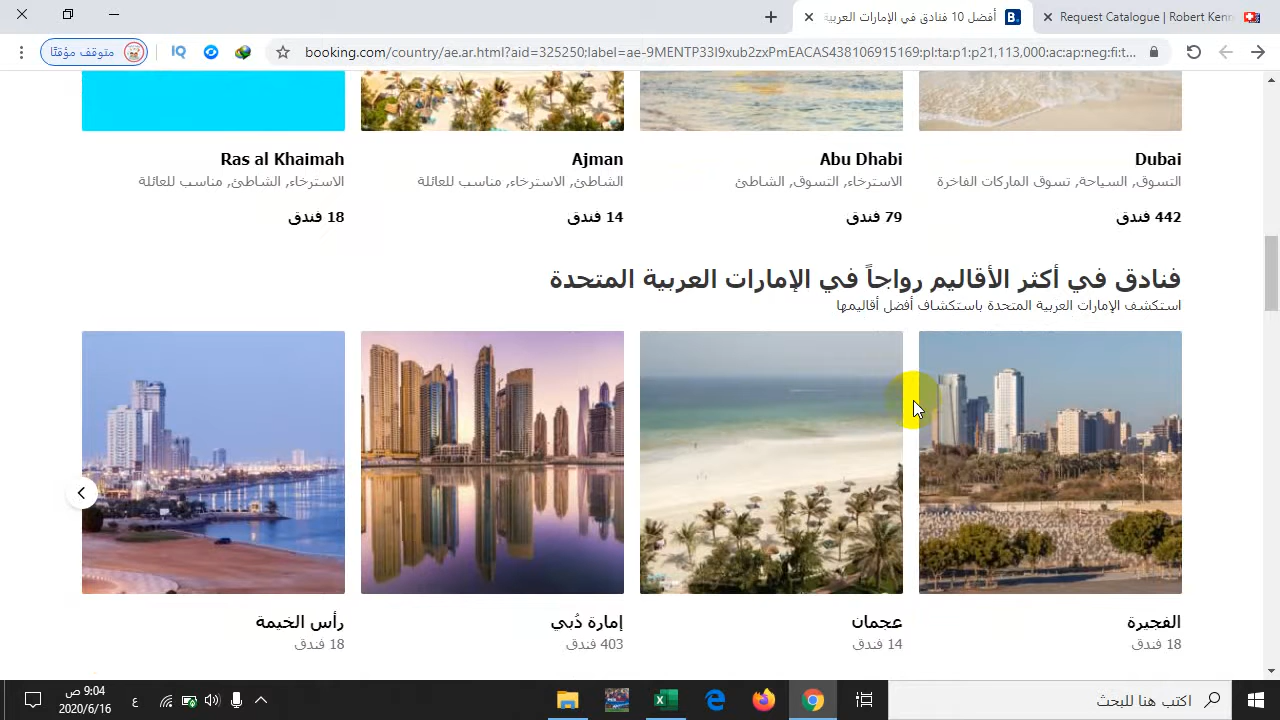 أفضل 10 فنادق في الإمارات العربية
Request Catalogue | Robert Kenn
متوقف مؤقتًا
booking.com/country/ae.ar.html?aid=325250;label=ae-SMENTP33I9xub2zxPmEACAS438106915169:pl:ta:p1:p21,113.000:ac:ap:neg:fi:t...
Dubai
التسوق, السياحة, تسوق الماركات الفاخرة
442 فندق
Abu Dhabi
الاسترخاء, التسوق, الشاطئ
79 فندق
Ajman
الشاطئ, الاسترخاء, مناسب للعائلة
14 فندق
Ras al Khaimah
الاسترخاء, الشاطئ, مناسب للعائلة
18 فندق
فنادق في أكثر الأقاليم رواجاً في الإمارات العربية المتحدة
استكشف الإمارات العربية المتحدة باستكشاف أفضل أقاليمها
الفجيرة
18 فندق
عجمان
14 فندق
إمارة دُبي
403 فندق
رأس الخيمة
18 فندق
اكتب هنا للبحث
ع
9:04 ص
2020/6/16